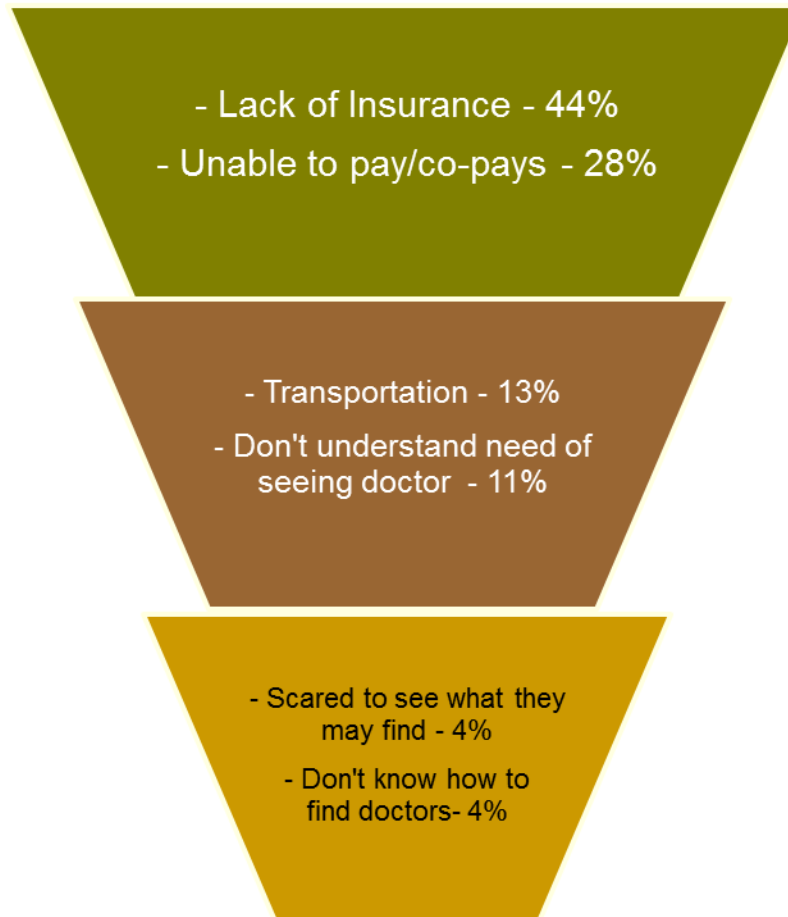 - Lack of Insurance - 44%
- Unable to pay/co-pays - 28%
- Transportation - 13%
- Don't understand need of
seeing doctor - 11%
- Scared to see what they
may find - 4%
- Don't know how to
find doctors- 4%